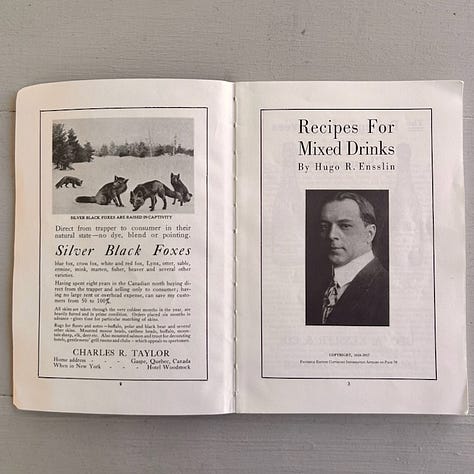 SILVER BLACK FOXES ARE RAISED IN CAPTIVITY
Direct from trapper to consumer in their
natural state—no dye, blend or pointing.
Silver Black Foxes
blue fox, cross fox, white and red fox, Lynx, otter, sable,
ermine, mink, marten, fisher, beaver and several other
varieties.
Having spent eight years in the Canadian north buying di-
rect from the trapper and selling only to consumer; hav-
ing no large rent or overhead expense, can save my custo-
mers from 50 to 100%.
All skins are taken through the very coldest months in the year, are
heavily furred and in prime condition. Orders placed six months in
advance
Rugs for floors and autos—buffalo, polar and black bear and several
other skins. Mounted moose heads, caribou heads, buffalo, moun-
tain sheep, elk, deer etc. Also mounted salmon and trout for decorating
hotels, gentlemens' grill rooms and clubs — which appeals to sportsmen.
CHARLES R. TAYLOR
Home address - - - Gaspe, Quebec, Canada
When in New York - - - Hotel Woodstock
Recipes For
Mixed Drinks
By Hugo R. Ensslin
COPYRIGHT, 1916-1917
3